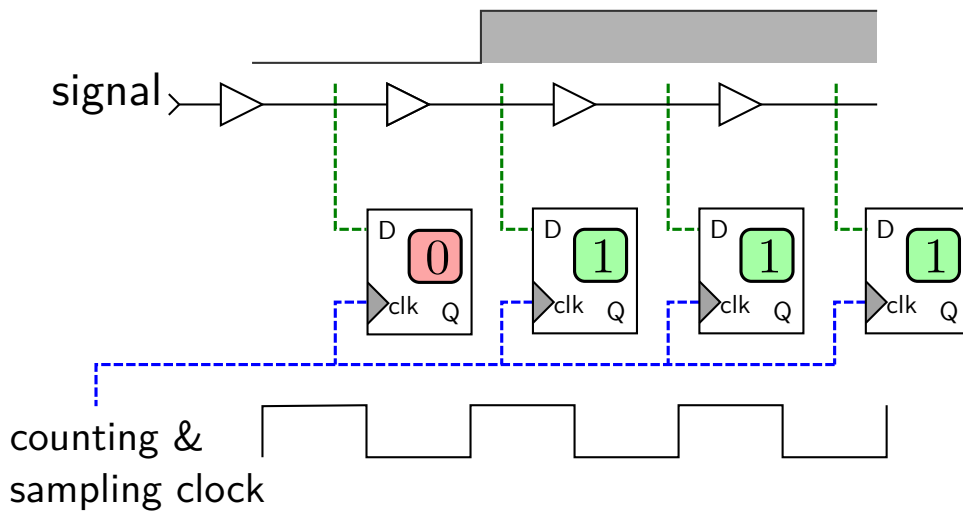 signal
D 0 clk Q
D 1 clk Q
D 1 clk Q
D 1 clk Q
counting &
sampling clock